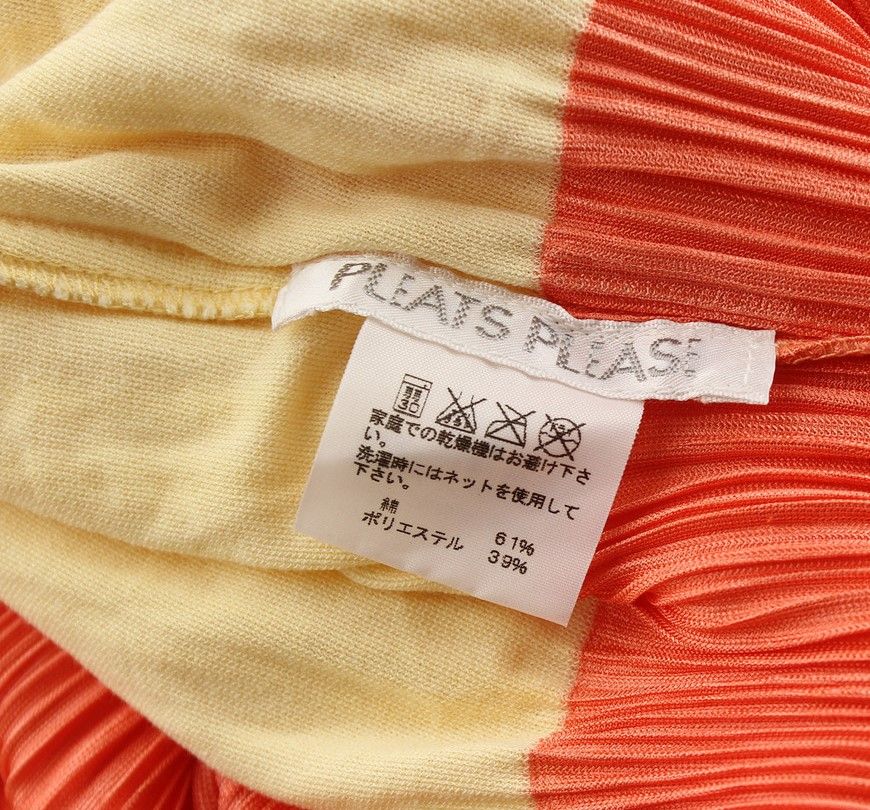 PLEATS PLEASE
弱
30
家庭での乾燥機はお避け下さ
い。
洗濯時にはネットを使用して
下さい。
綿 61%
ポリエステル 39%